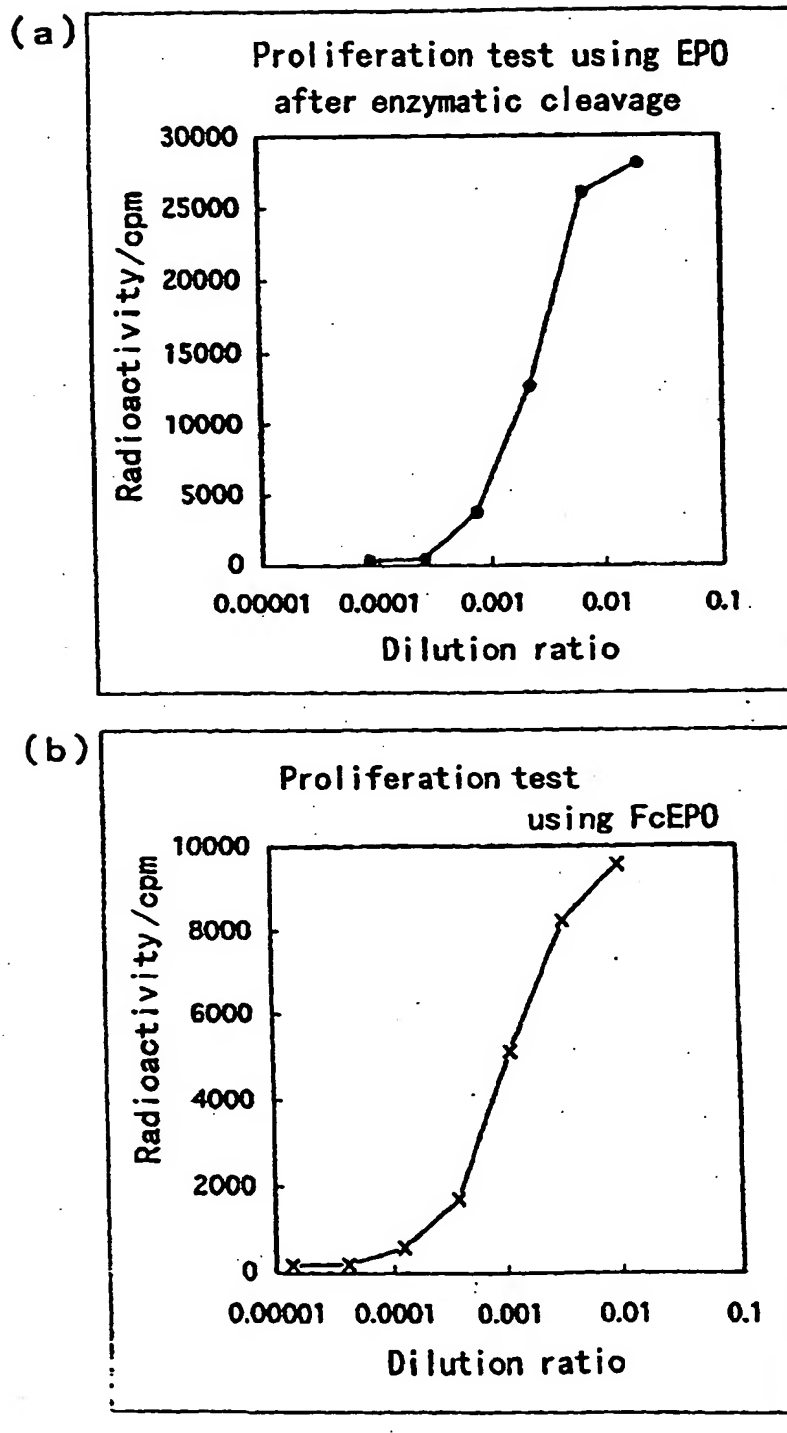 (a)
Proliferation test using EPO
after enzymatic cleavage
Radioactivity/cpm
30000
25000
20000
15000
10000
5000
0
0.00001 0.0001 0.001 0.01 0.1
Dilution ratio
(b)
Proliferation test
using FcEPO
Radioactivity/cpm
10000
8000
6000
4000
2000
0
0.00001 0.0001 0.001 0.01 0.1
Dilution ratio